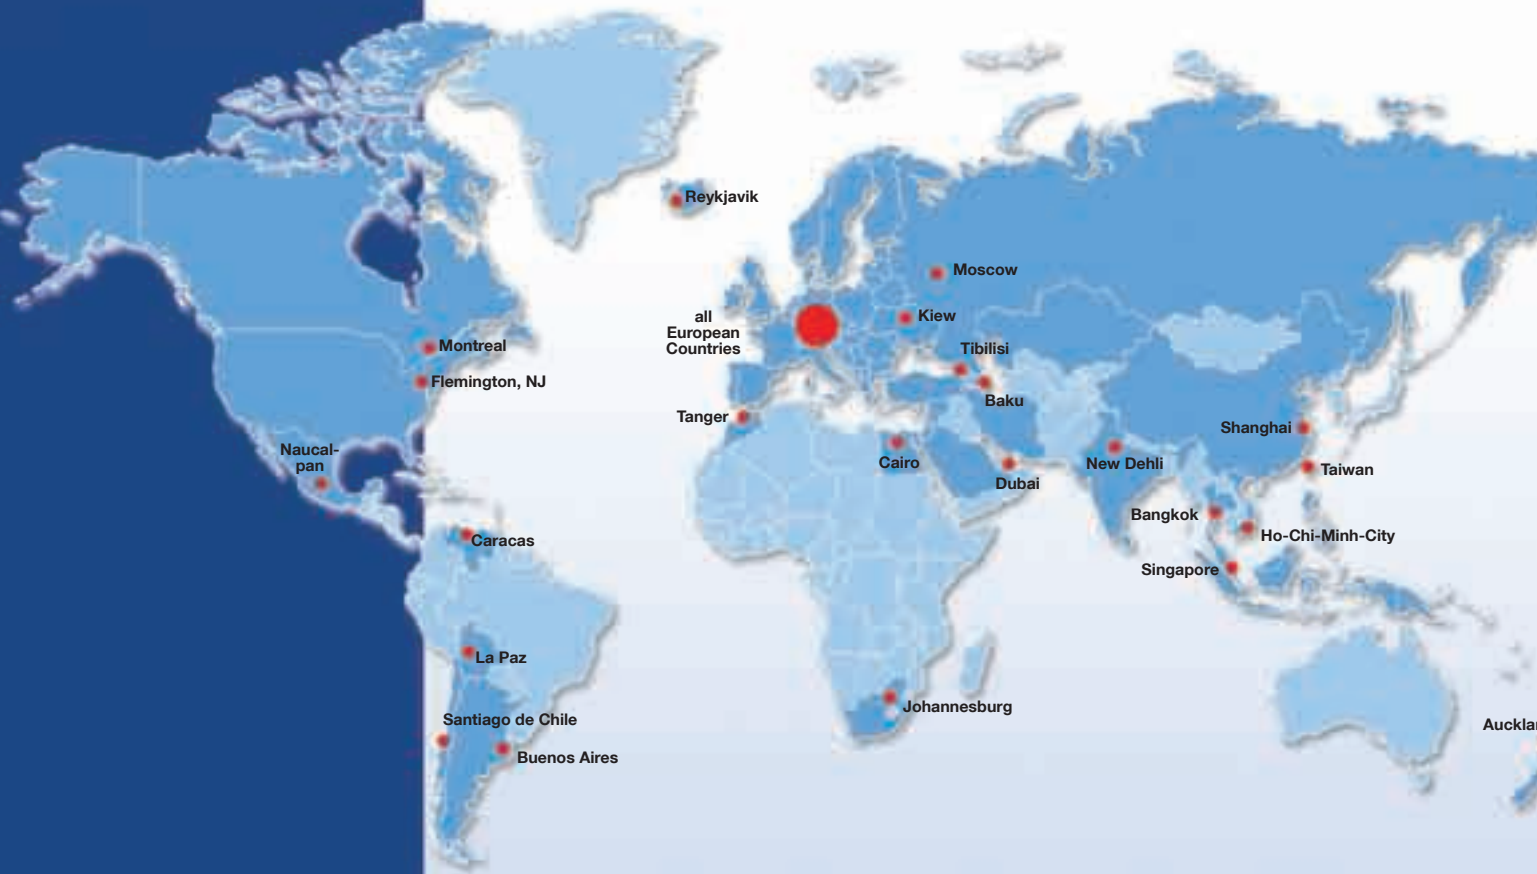 Reykjavik
Moscow
all
European
Countries
Kiew
Montreal
Tibilisi
Flemington, NJ
Baku
Tanger
Shanghai
Naucal-
pan
Cairo
New Dehli
Taiwan
Dubai
Bangkok
Caracas
Ho-Chi-Minh-City
Singapore
La Paz
Johannesburg
Santiago de Chile
Aucklan
Buenos Aires